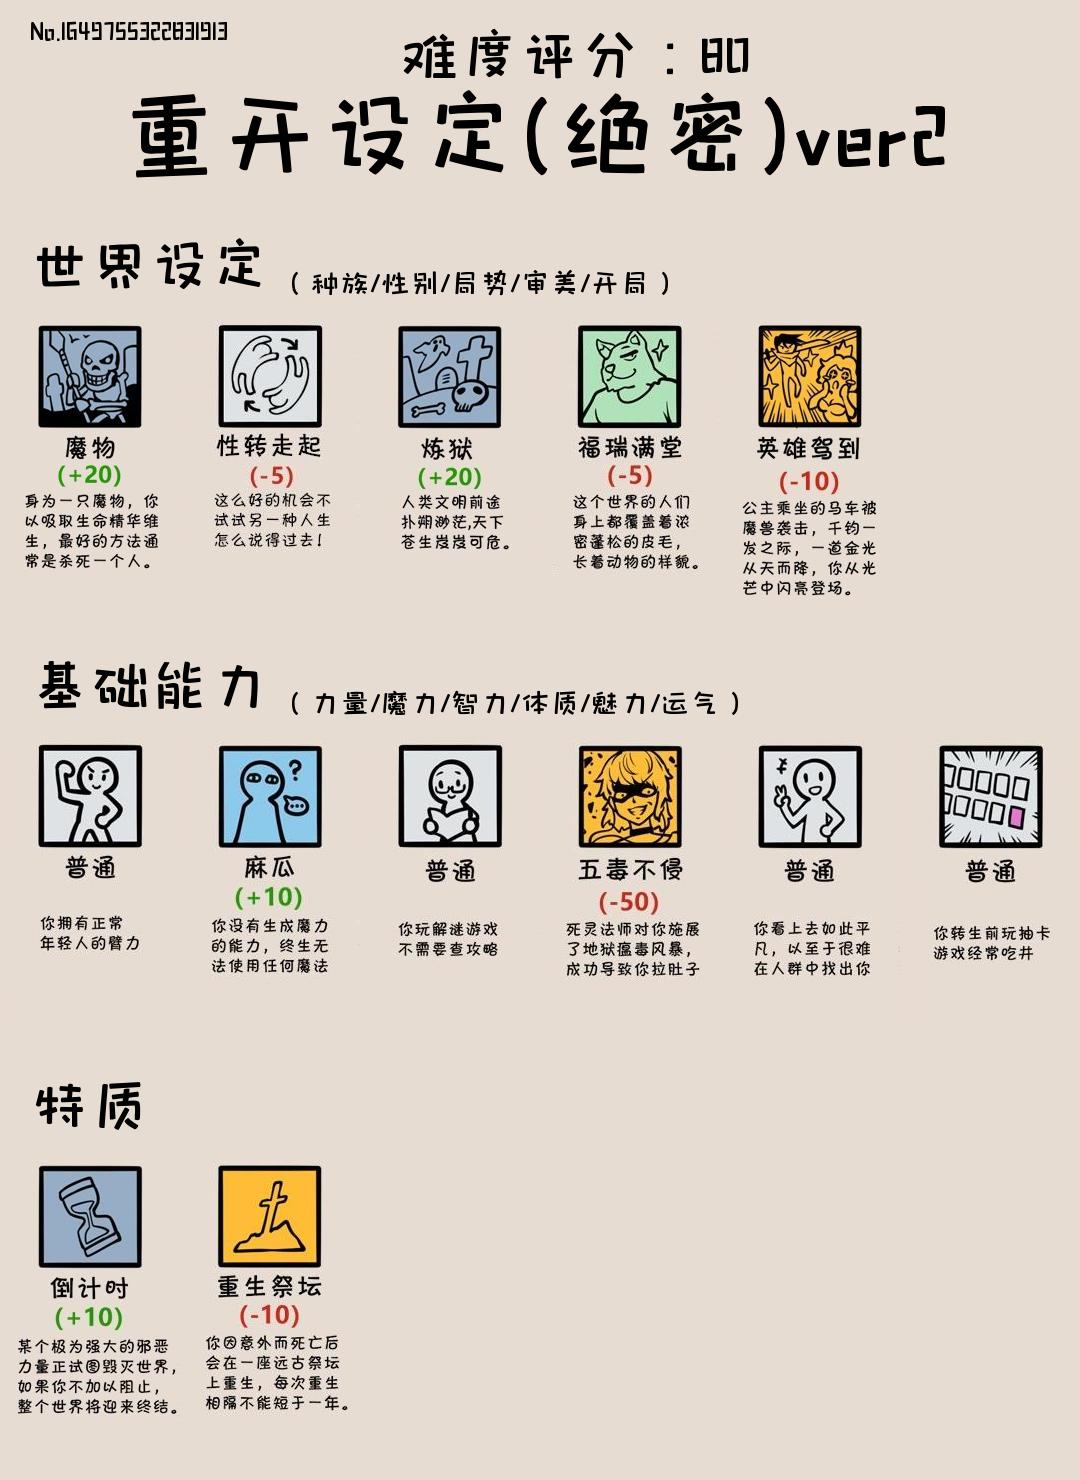 No.1649755322831913
难度评分:80
重开设定(绝密)ver2
世界设定 (种族/性别/局势/审美/开局)
魔物
(+20)
身为一只魔物,你
以吸取生命精华维
生,最好的方法通
常是杀死一个人。
性转走起
(-5)
这么好的机会不
试试另一种人生
怎么说得过去!
炼狱
(+20)
人类文明前途
扑朔渺茫,天下
苍生岌岌可危。
福瑞满堂
(-5)
这个世界的人们
身上都覆盖着浓
密蓬松的皮毛,
长着动物的样貌。
英雄驾到
(-10)
公主乘坐的马车被
魔兽袭击,千钧一
发之际,一道金光
从天而降,你从光
芒中闪亮登场。
基础能力 (力量/魔力/智力/体质/魅力/运气)
普通
你拥有正常
年轻人的臂力
麻瓜
(+10)
你没有生成魔力
的能力,终生无
法使用任何魔法
普通
你玩解谜游戏
不需要查攻略
五毒不侵
(-50)
死灵法师对你施展
了地狱瘟毒风暴,
成功导致你拉肚子
普通
你看上去如此平
凡,以至于很难
在人群中找出你
普通
你转生前玩抽卡
游戏经常吃井
特质
倒计时
(+10)
某个极为强大的邪恶
力量正试图毁灭世界,
如果你不加以阻止,
整个世界将迎来终结。
重生祭坛
(-10)
你因意外而死亡后
会在一座远古祭坛
上重生,每次重生
相隔不能短于一年。